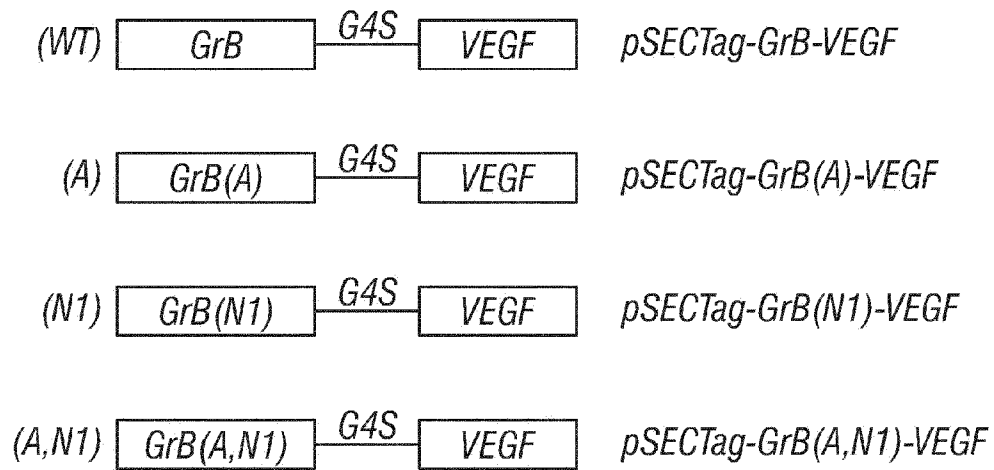 (WT) GrB G4S VEGF pSECTag-GrB-VEGF
(A) GrB(A) G4S VEGF pSECTag-GrB(A)-VEGF
(N1) GrB(N1) G4S VEGF pSECTag-GrB(N1)-VEGF
(A,N1) GrB(A,N1) G4S VEGF pSECTag-GrB(A,N1)-VEGF